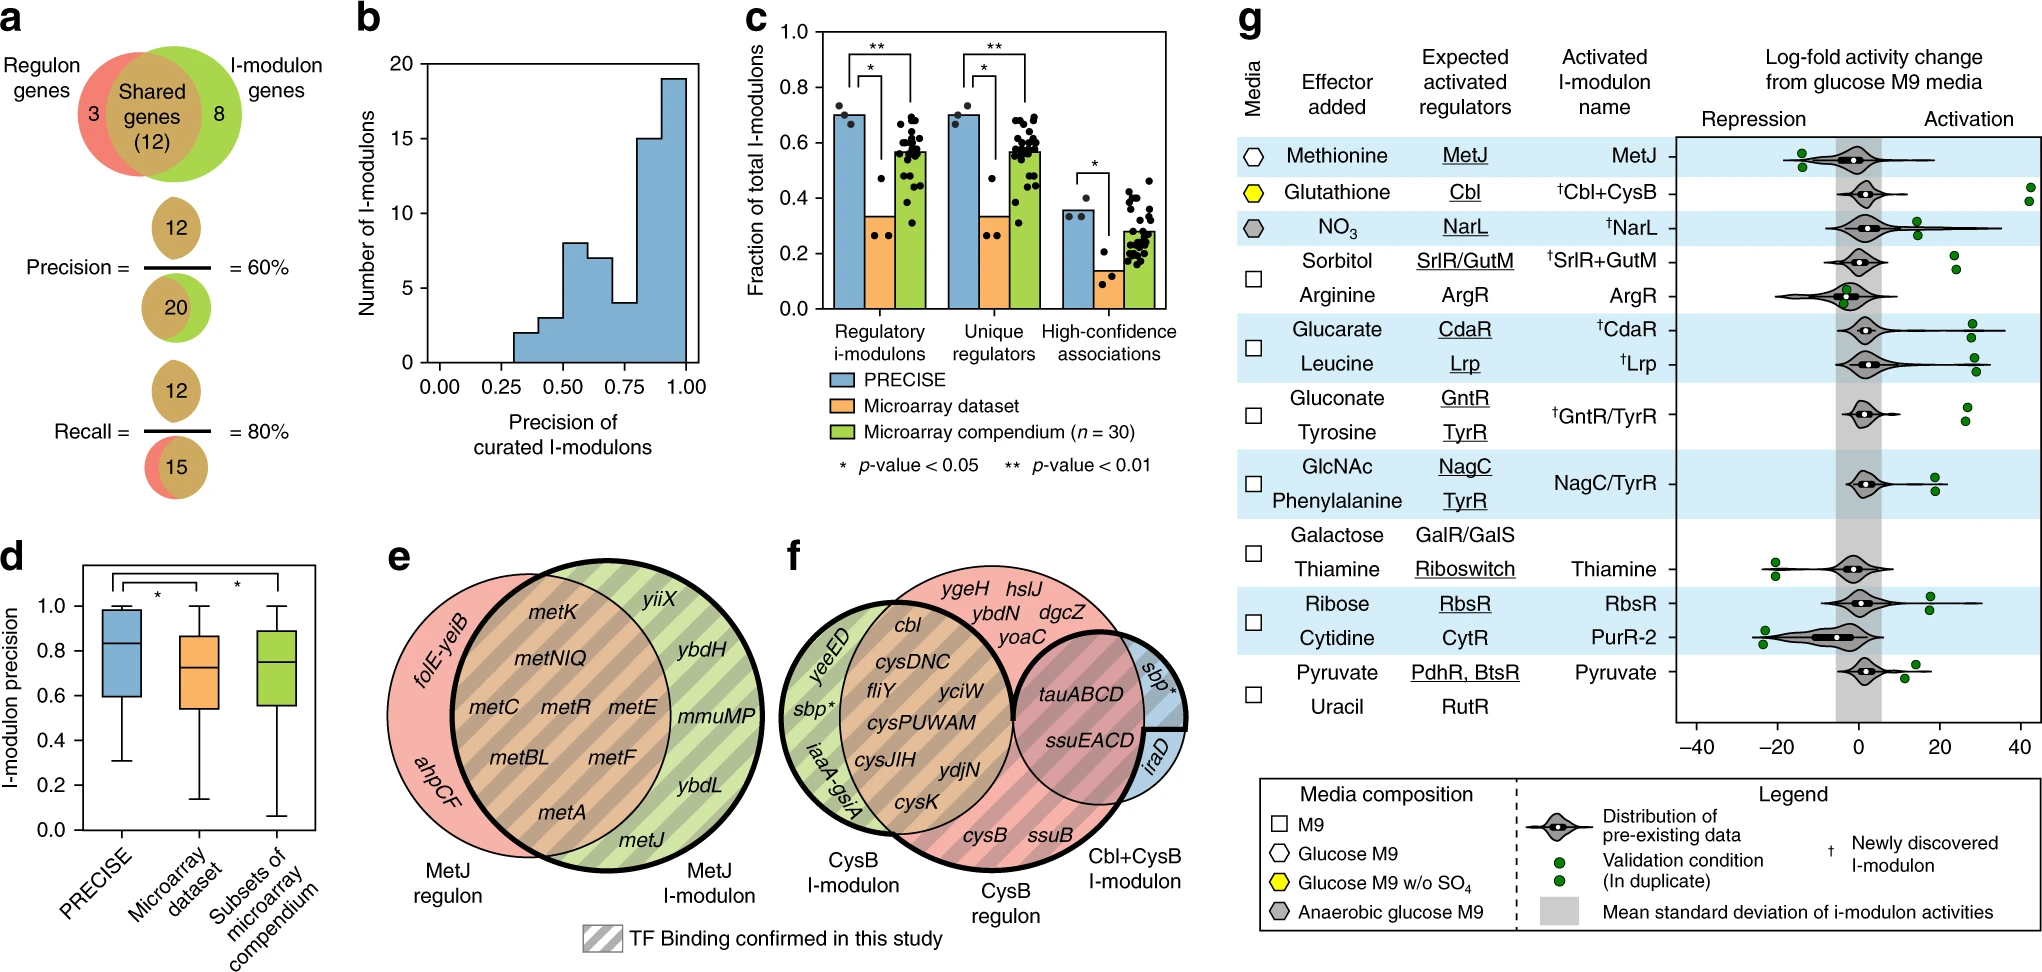 a
Regulon
genes
I-modulon
genes
3
Shared
genes
(12)
8
12
Precision =
= 60%
20
12
Recall =
= 80%
15
b
Number of I-modulons
20
15
10
5
0
0.00
0.25
0.50
0.75
1.00
Precision of
curated I-modulons
c
Fraction of total I-modulons
1.0
0.8
0.6
0.4
0.2
0.0
**
*
**
*
*
Regulatory
i-modulons
Unique
regulators
High-confidence
associations
PRECISE
Microarray dataset
Microarray compendium (n = 30)
* p-value < 0.05 ** p-value < 0.01
d
I-modulon precision
1.0
0.8
0.6
0.4
0.2
0.0
*
*
PRECISE
Microarray
dataset
Subsets of
microarray
compendium
e
folE-yeiB
ahpCF
metK
metNIQ
metC metR metE
metBL metF
metA
yiiX
ybdH
mmuMP
ybdL
metJ
MetJ
regulon
MetJ
I-modulon
f
yeeED
sbp*
iaaA-gsiA
cbl
cysDNC
fliY yciW
cysPUWAM
cysJIH
ydjN
cysK
ygeH hslJ
ybdN dgcZ
yoaC
tauABCD
ssuEACD
sbp*
iraD
cysB ssuB
CysB
I-modulon
CysB
regulon
Cbl+CysB
I-modulon
TF Binding confirmed in this study
g
Media
Effector
added
Expected
activated
regulators
Activated
I-modulon
name
Log-fold activity change
from glucose M9 media
Repression
Activation
Methionine MetJ MetJ
Glutathione Cbl †Cbl+CysB
NO3 NarL †NarL
Sorbitol SrlR/GutM †SrlR+GutM
Arginine ArgR ArgR
Glucarate CdaR †CdaR
Leucine Lrp †Lrp
Gluconate GntR
†GntR/TyrR
Tyrosine TyrR
GlcNAc NagC
NagC/TyrR
Phenylalanine TyrR
Galactose GalR/GalS
Thiamine Riboswitch Thiamine
Ribose RbsR RbsR
Cytidine CytR PurR-2
Pyruvate PdhR, BtsR Pyruvate
Uracil RutR
−40
−20
0
20
40
Media composition
M9
Glucose M9
Glucose M9 w/o SO4
Anaerobic glucose M9
Legend
Distribution of
pre-existing data
Validation condition
(In duplicate)
† Newly discovered
I-modulon
Mean standard deviation of i-modulon activities